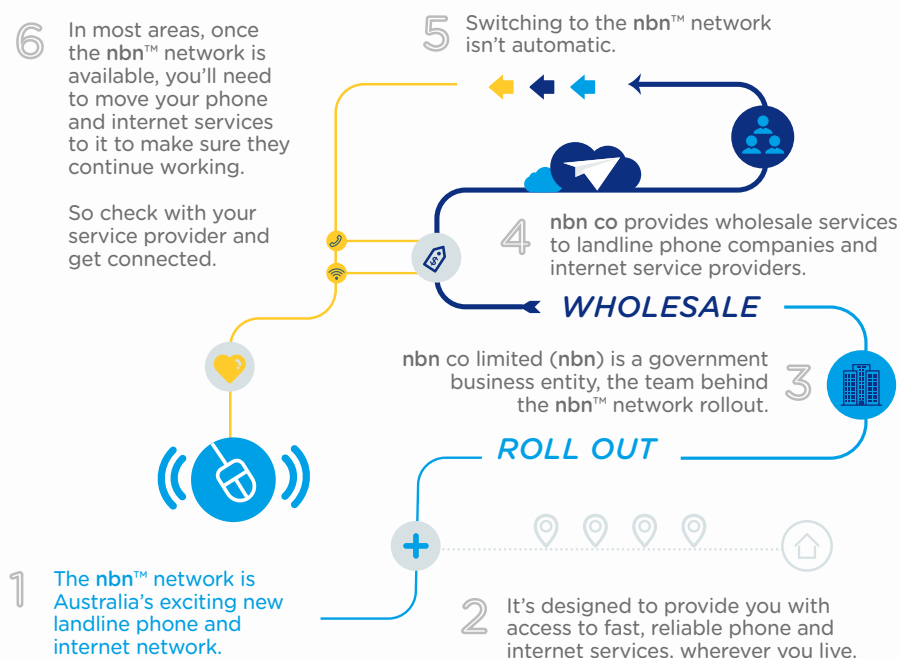 1
The nbn™ network is
Australia's exciting new
landline phone and
internet network.
2
It's designed to provide you with
access to fast, reliable phone and
internet services, wherever you live.
ROLL OUT
3
nbn co limited (nbn) is a government
business entity, the team behind
the nbn™ network rollout.
WHOLESALE
4
nbn co provides wholesale services
to landline phone companies and
internet service providers.
$
5
Switching to the nbn™ network
isn't automatic.
6
In most areas, once
the nbn™ network is
available, you'll need
to move your phone
and internet services
to it to make sure they
continue working.
So check with your
service provider and
get connected.